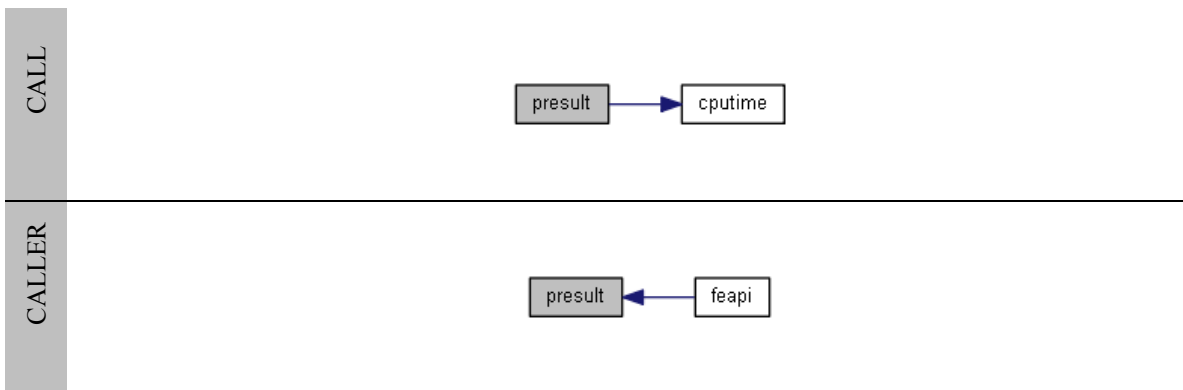 CALL
presult
cputime
CALLER
presult
feapi